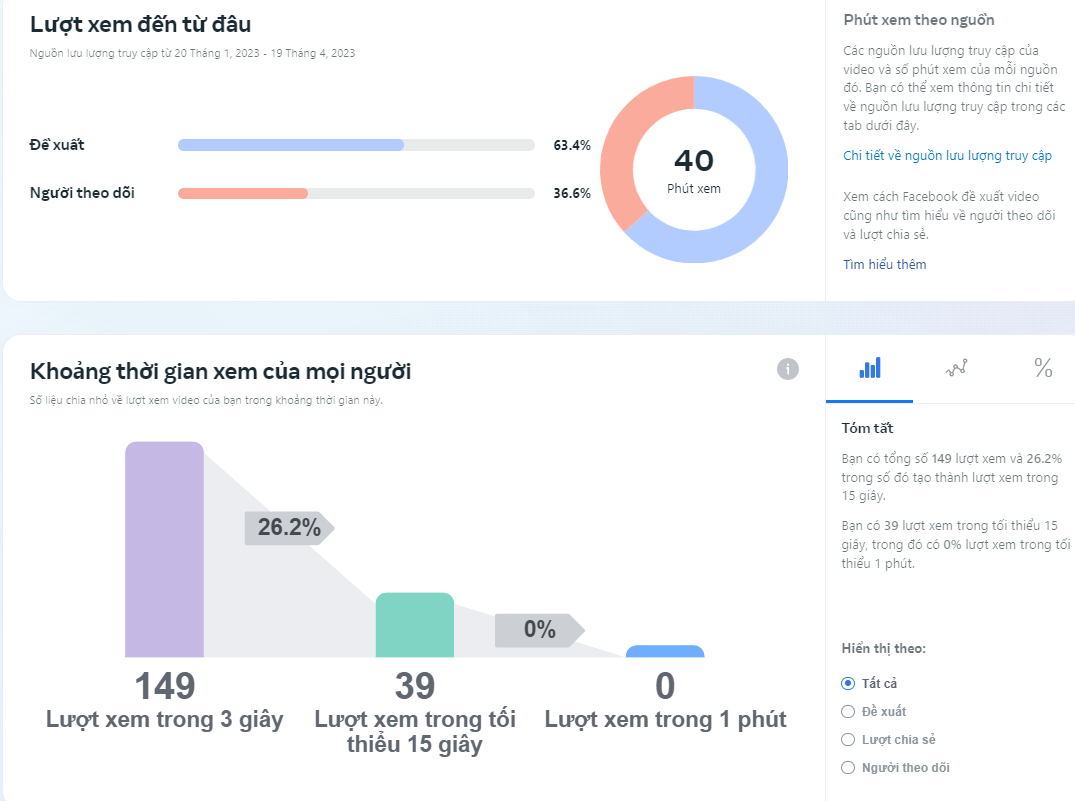 Lượt xem đến từ đâu
Nguồn lưu lượng truy cập từ 20 Tháng 1, 2023 - 19 Tháng 4, 2023
Đề xuất
63.4%
Người theo dõi
36.6%
40
Phút xem
Phút xem theo nguồn
Các nguồn lưu lượng truy cập của
video và số phút xem của mỗi nguồn
đó. Bạn có thể xem thông tin chi tiết
về nguồn lưu lượng truy cập trong các
tab dưới đây.
Chi tiết về nguồn lưu lượng truy cập
Xem cách Facebook đề xuất video
cũng như tìm hiểu về người theo dõi
và lượt chia sẻ.
Tìm hiểu thêm
Khoảng thời gian xem của mọi người
i
Số liệu chia nhỏ về lượt xem video của bạn trong khoảng thời gian này.
26.2%
0%
149
Lượt xem trong 3 giây
39
Lượt xem trong tối
thiểu 15 giây
0
Lượt xem trong 1 phút
%
Tóm tắt
Bạn có tổng số 149 lượt xem và 26.2%
trong số đó tạo thành lượt xem trong
15 giây.
Bạn có 39 lượt xem trong tối thiểu 15
giây, trong đó có 0% lượt xem trong tối
thiểu 1 phút.
Hiển thị theo:
Tất cả
Đề xuất
Lượt chia sẻ
Người theo dõi